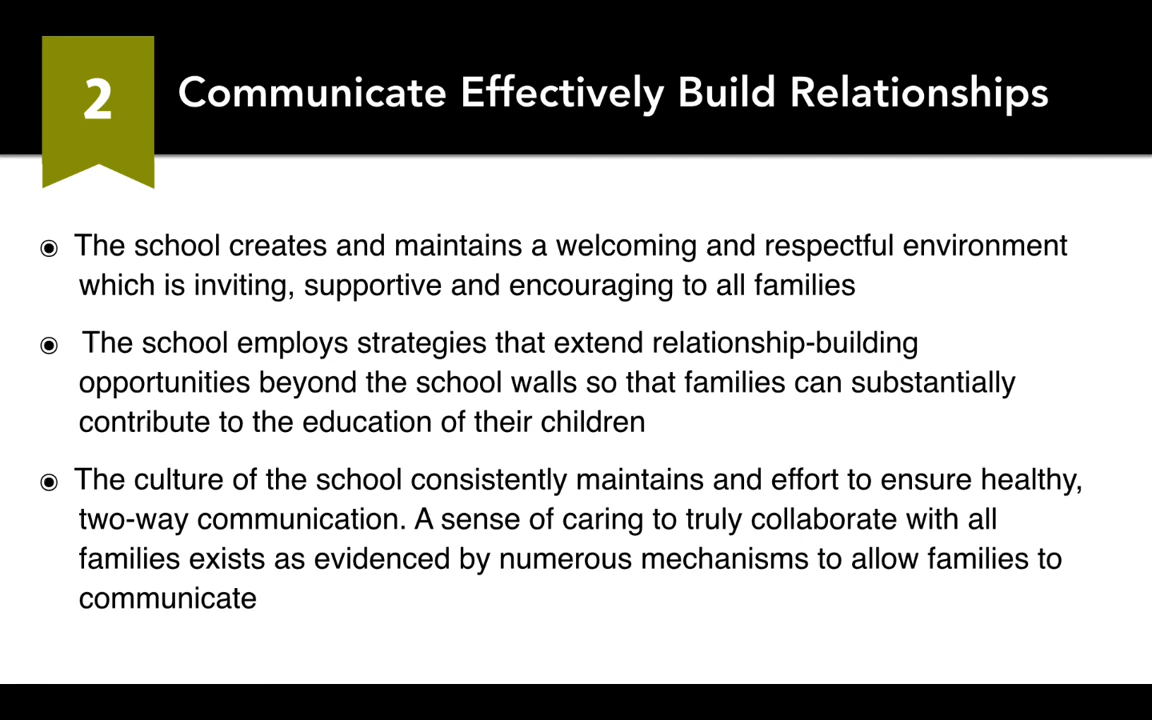 2
Communicate Effectively Build Relationships
The school creates and maintains a welcoming and respectful environment
which is inviting, supportive and encouraging to all families
The school employs strategies that extend relationship-building
opportunities beyond the school walls so that families can substantially
contribute to the education of their children
The culture of the school consistently maintains and effort to ensure healthy,
two-way communication. A sense of caring to truly collaborate with all
families exists as evidenced by numerous mechanisms to allow families to
communicate